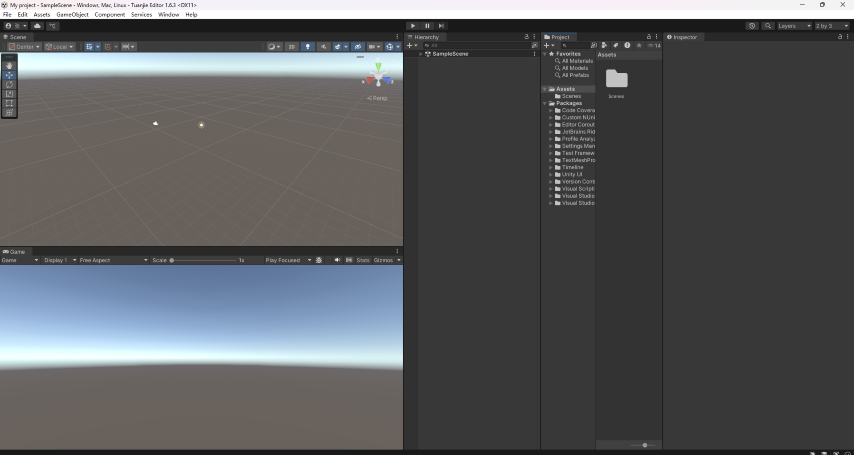 My project - SampleScene - Windows, Mac, Linux - Tuanjie Editor 1.6.3 <DX11>
File Edit Assets GameObject Component Services Window Help
Layers 2 by 3
Scene
Center Local 2D
Persp
Game
Game Display 1 Free Aspect Scale 1x Play Focused Stats Gizmos
Hierarchy
All
SampleScene
Project
14
Favorites
All Materials
All Models
All Prefabs
Assets
Scenes
Packages
Code Covera
Custom NUni
Editor Corout
JetBrains Rid
Profile Analyz
Settings Man
Test Framew
TextMeshPro
Timeline
Unity UI
Version Cont
Visual Scripti
Visual Studio
Visual Studio
Assets
Scenes
Inspector